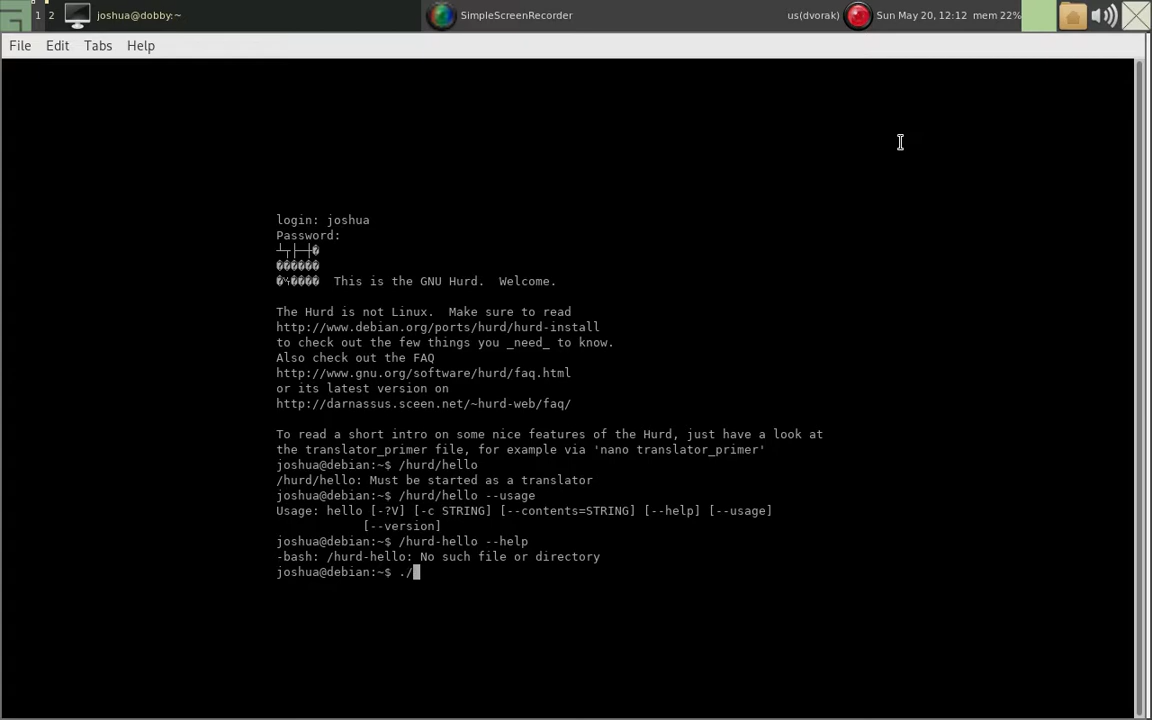 1 2 joshua@dobby:~ SimpleScreenRecorder us(dvorak) Sun May 20, 12:12 mem 22%
File Edit Tabs Help
login: joshua
Password:
This is the GNU Hurd.  Welcome.
The Hurd is not Linux.  Make sure to read
http://www.debian.org/ports/hurd/hurd-install
to check out the few things you _need_ to know.
Also check out the FAQ
http://www.gnu.org/software/hurd/faq.html
or its latest version on
http://darnassus.sceen.net/~hurd-web/faq/
To read a short intro on some nice features of the Hurd, just have a look at
the translator_primer file, for example via 'nano translator_primer'
joshua@debian:~$ /hurd/hello
/hurd/hello: Must be started as a translator
joshua@debian:~$ /hurd/hello --usage
Usage: hello [-?V] [-c STRING] [--contents=STRING] [--help] [--usage]
[--version]
joshua@debian:~$ /hurd-hello --help
-bash: /hurd-hello: No such file or directory
joshua@debian:~$ ./